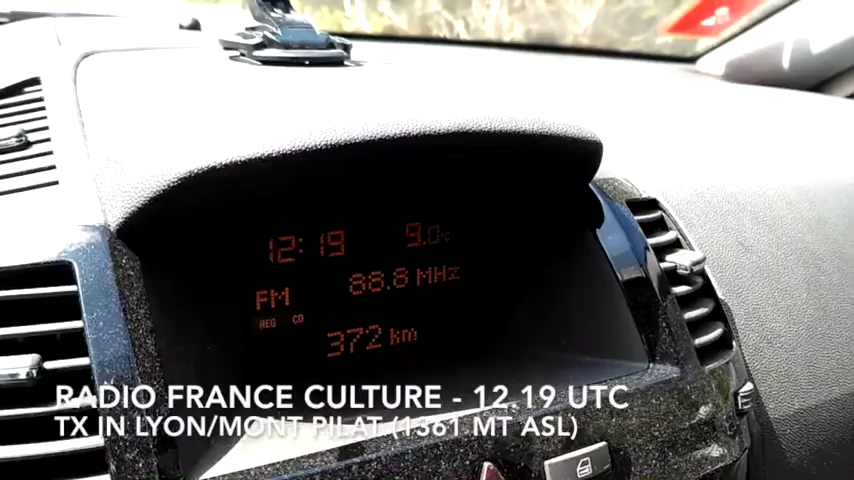 12:19 9.0°c
FM 88.8 MHz
REG CD
372 km
RADIO FRANCE CULTURE - 12.19 UTC
TX IN LYON/MONT PILAT (1361 MT ASL)